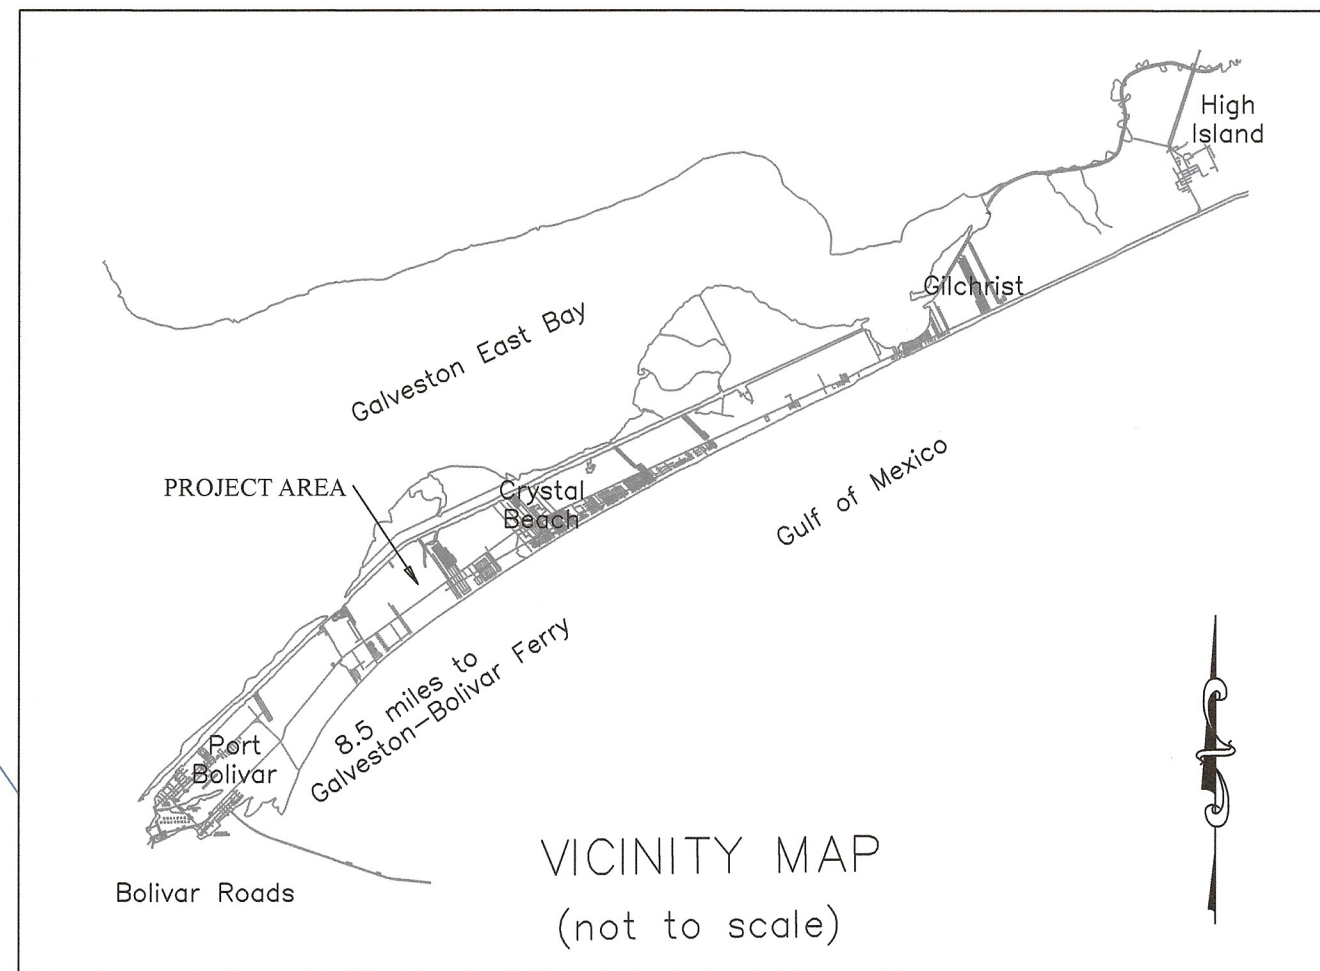 High
Island
Gilchrist
Galveston East Bay
Gulf of Mexico
PROJECT AREA
Crystal
Beach
8.5 miles to
Galveston-Bolivar Ferry
Port
Bolivar
Bolivar Roads
VICINITY MAP
(not to scale)